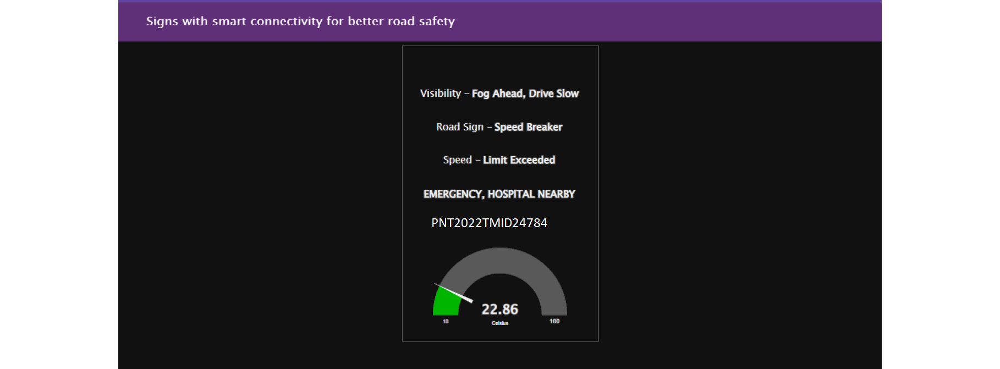 Signs with smart connectivity for better road safety
Visibility - Fog Ahead, Drive Slow
Road Sign - Speed Breaker
Speed - Limit Exceeded
EMERGENCY, HOSPITAL NEARBY
PNT2022TMID24784
22.86
10
Celsius
100